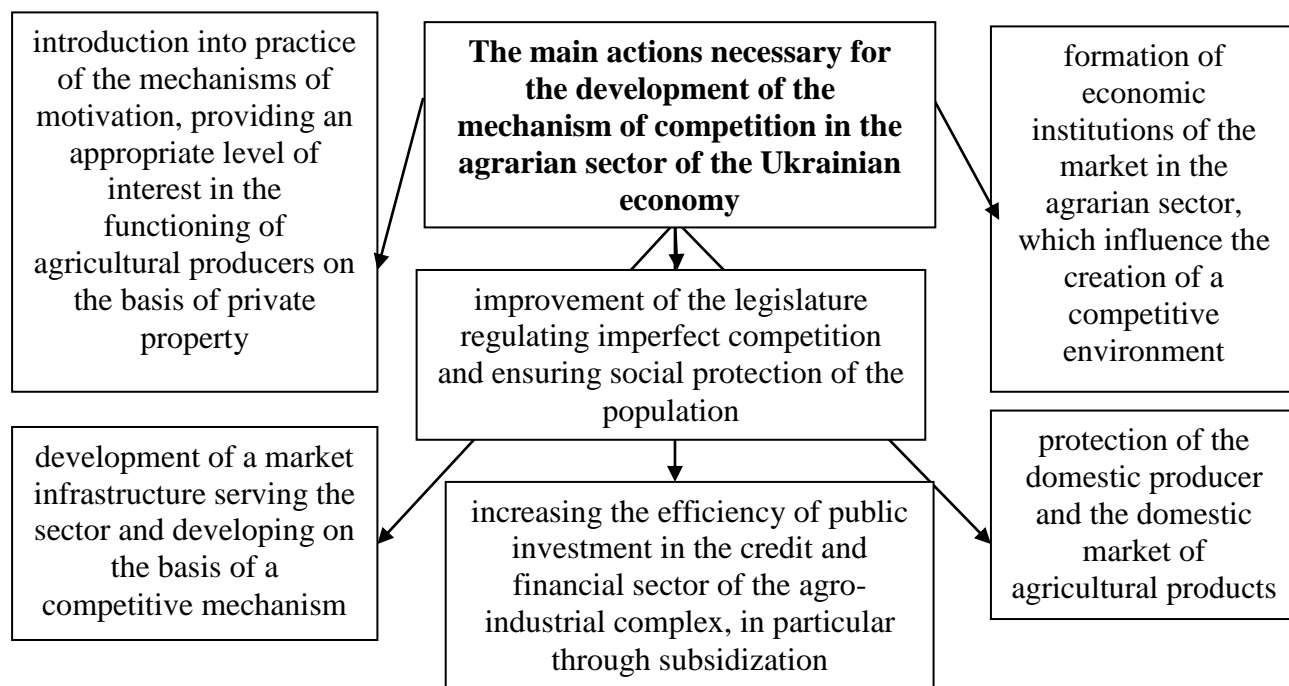 introduction into practice
of the mechanisms of
motivation, providing an
appropriate level of
interest in the
functioning of
agricultural producers on
the basis of private
property
The main actions necessary for
the development of the
mechanism of competition in the
agrarian sector of the Ukrainian
economy
formation of
economic
institutions of the
market in the
agrarian sector,
which influence the
creation of a
competitive
environment
improvement of the legislature
regulating imperfect competition
and ensuring social protection of the
population
development of a market
infrastructure serving the
sector and developing on
the basis of a
competitive mechanism
increasing the efficiency of public
investment in the credit and
financial sector of the agro-
industrial complex, in particular
through subsidization
protection of the
domestic producer
and the domestic
market of
agricultural products